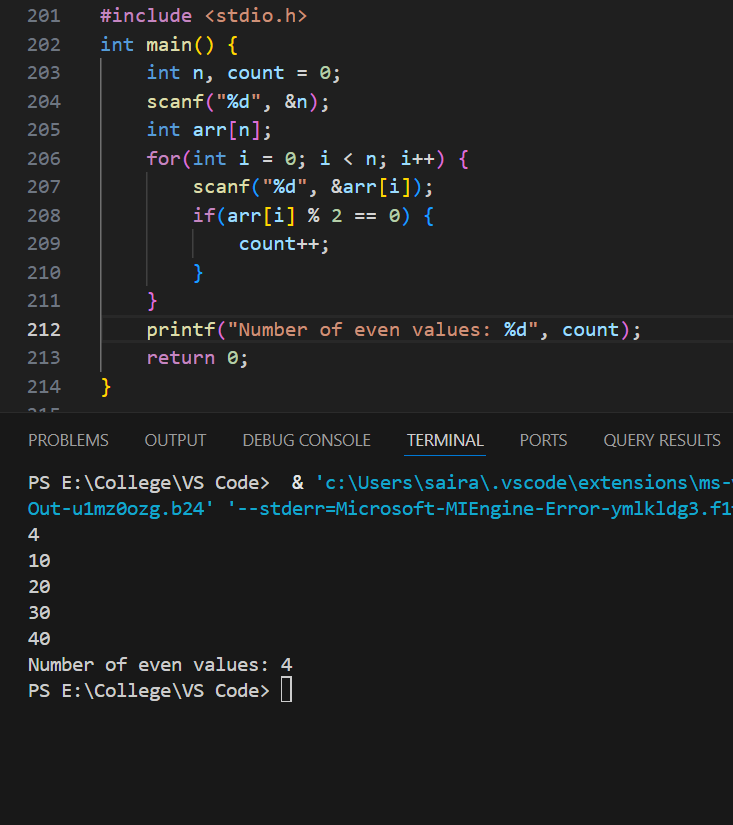 201 #include <stdio.h>
202 int main() {
203 int n, count = 0;
204 scanf("%d", &n);
205 int arr[n];
206 for(int i = 0; i < n; i++) {
207 scanf("%d", &arr[i]);
208 if(arr[i] % 2 == 0) {
209 count++;
210 }
211 }
212 printf("Number of even values: %d", count);
213 return 0;
214 }
PROBLEMS OUTPUT DEBUG CONSOLE TERMINAL PORTS QUERY RESULTS
PS E:\College\VS Code> & 'c:\Users\saira\.vscode\extensions\ms-
Out-u1mz0ozg.b24' '--stderr=Microsoft-MIEngine-Error-ymlkldg3.f1
4
10
20
30
40
Number of even values: 4
PS E:\College\VS Code>